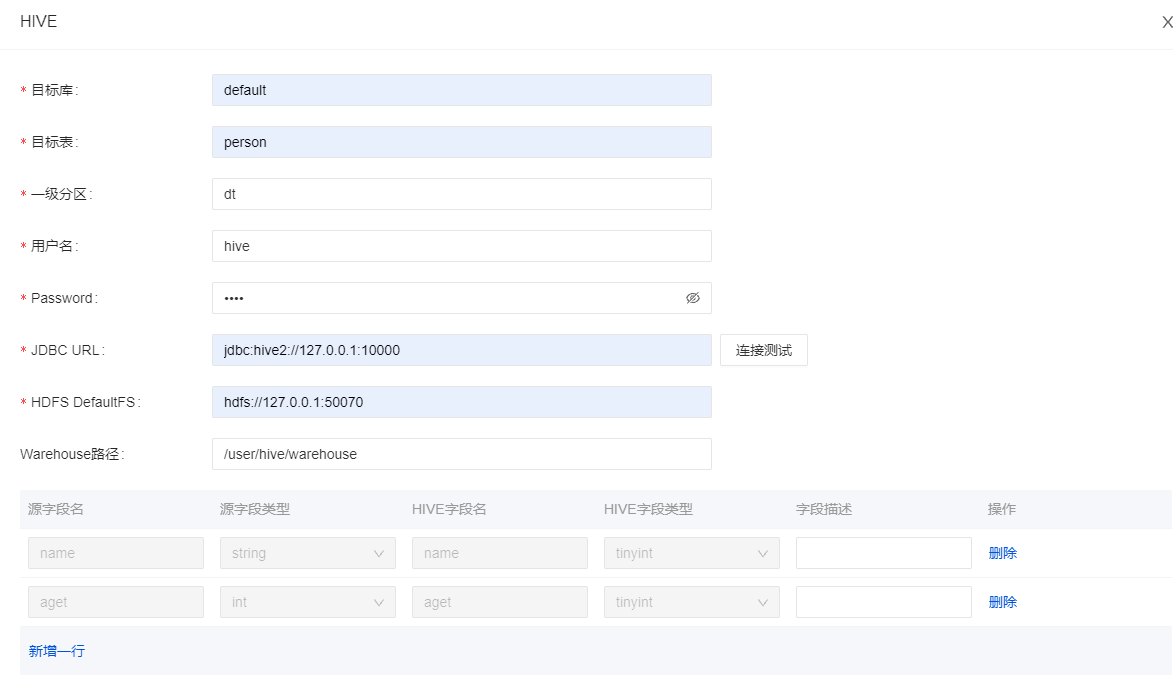 HIVE X
* 目标库: default
* 目标表: person
* 一级分区: dt
* 用户名: hive
* Password: ••••
* JDBC URL: jdbc:hive2://127.0.0.1:10000 连接测试
* HDFS DefaultFS: hdfs://127.0.0.1:50070
Warehouse路径: /user/hive/warehouse
源字段名 源字段类型 HIVE字段名 HIVE字段类型 字段描述 操作
name string name tinyint 删除
aget int aget tinyint 删除
新增一行